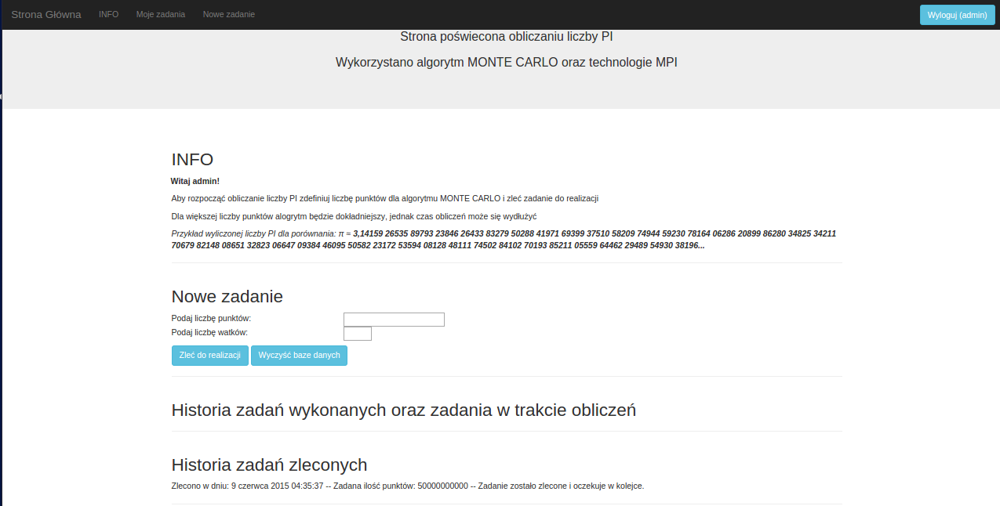 Strona Główna INFO Moje zadania Nowe zadanie Wyloguj (admin)
Strona poświecona obliczaniu liczby PI
Wykorzystano algorytm MONTE CARLO oraz technologie MPI
INFO
Witaj admin!
Aby rozpocząć obliczanie liczby PI zdefiniuj liczbę punktów dla algorytmu MONTE CARLO i zleć zadanie do realizacji
Dla większej liczby punktów alogrytm będzie dokładniejszy, jednak czas obliczeń może się wydłużyć
Przykład wyliczonej liczby PI dla porównania: π ≈ 3,14159 26535 89793 23846 26433 83279 50288 41971 69399 37510 58209 74944 59230 78164 06286 20899 86280 34825 34211
70679 82148 08651 32823 06647 09384 46095 50582 23172 53594 08128 48111 74502 84102 70193 85211 05559 64462 29489 54930 38196...
Nowe zadanie
Podaj liczbę punktów:
Podaj liczbę watków:
Zleć do realizacji Wyczyść baze danych
Historia zadań wykonanych oraz zadania w trakcie obliczeń
Historia zadań zleconych
Zlecono w dniu: 9 czerwca 2015 04:35:37 -- Zadana ilość punktów: 50000000000 -- Zadanie zostało zlecone i oczekuje w kolejce.